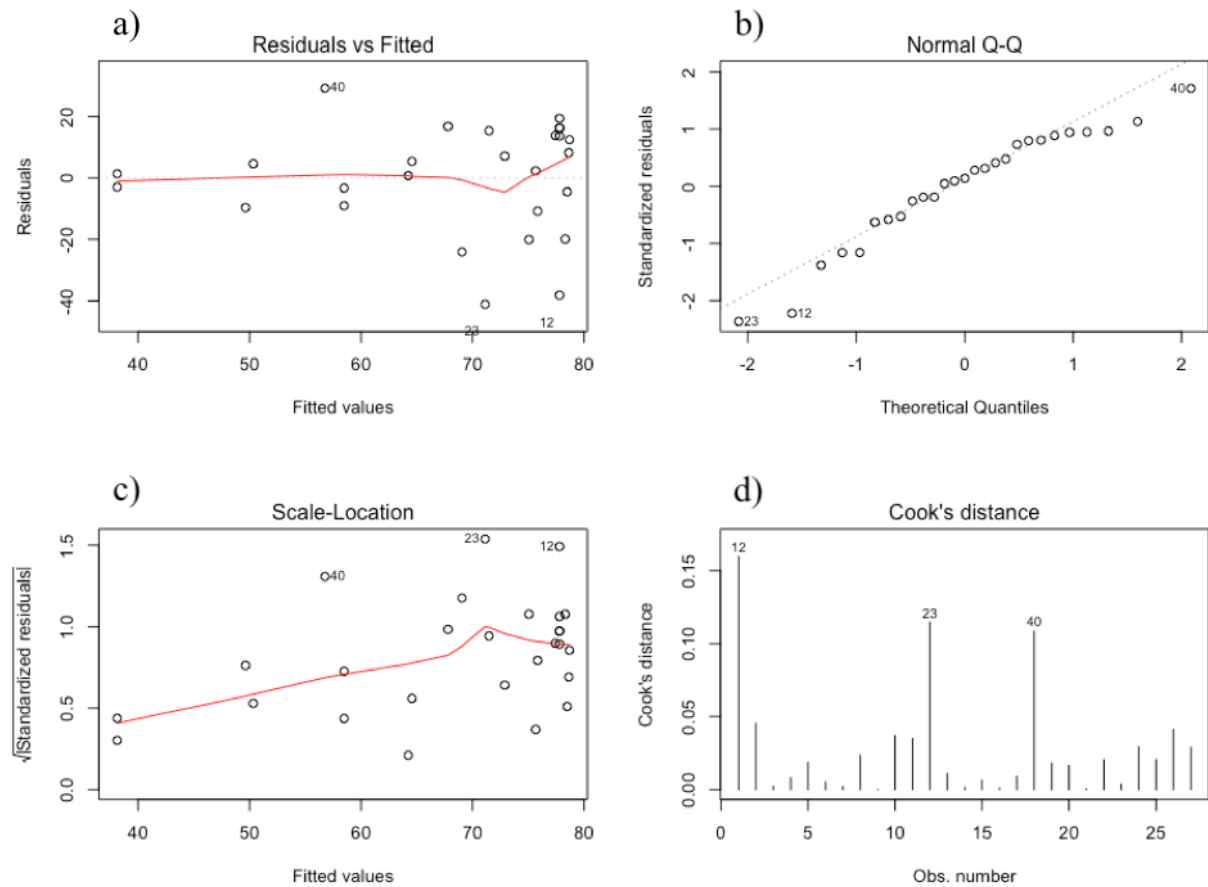 a)
Residuals vs Fitted
Residuals
20
0
-20
-40
40
23
12
40 50 60 70 80
Fitted values
b)
Normal Q-Q
Standardized residuals
2
1
0
-1
-2
40
12
23
-2 -1 0 1 2
Theoretical Quantiles
c)
Scale-Location
√|Standardized residuals|
1.5
1.0
0.5
0.0
23
12
40
40 50 60 70 80
Fitted values
d)
Cook's distance
Cook's distance
0.15
0.10
0.05
0.00
12
23
40
0 5 10 15 20 25
Obs. number